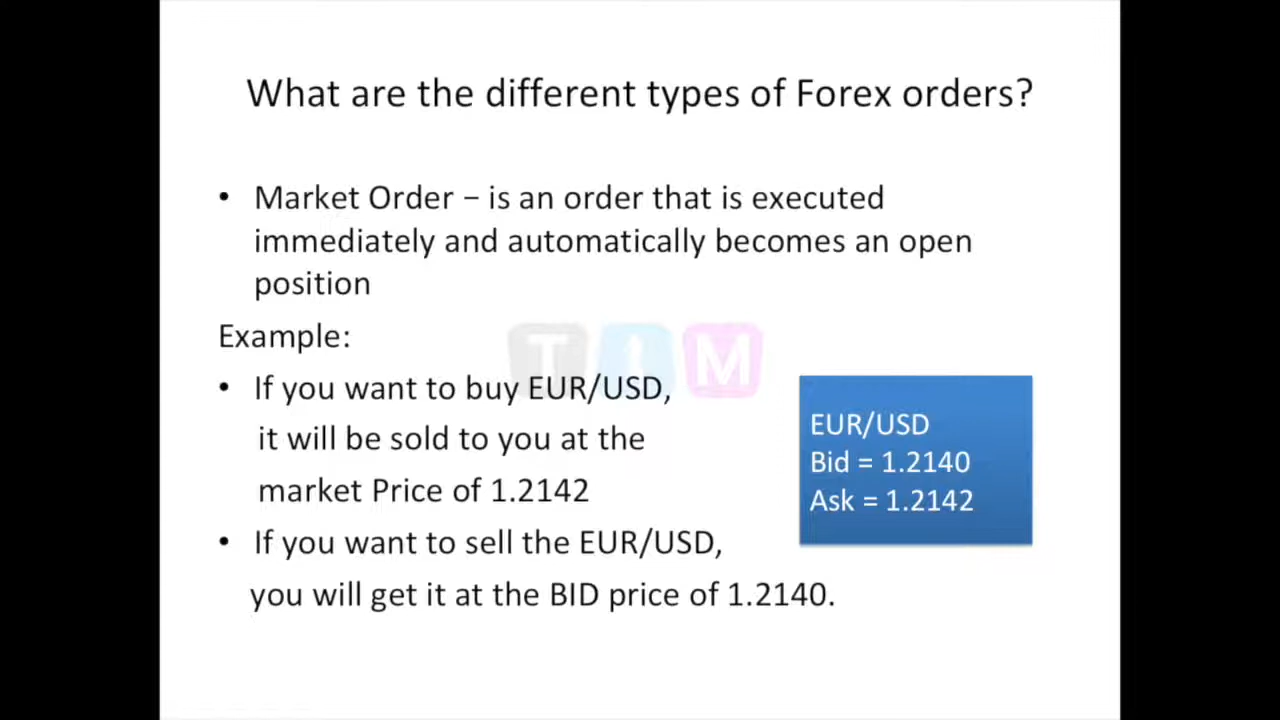 What are the different types of Forex orders?
• Market Order – is an order that is executed
immediately and automatically becomes an open
position
Example:
TIM
• If you want to buy EUR/USD,
it will be sold to you at the
market Price of 1.2142
EUR/USD
Bid = 1.2140
Ask = 1.2142
• If you want to sell the EUR/USD,
you will get it at the BID price of 1.2140.